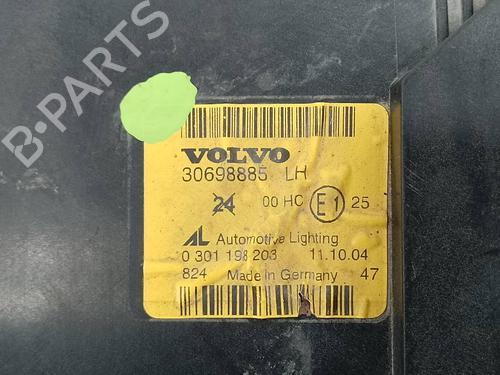 B-PARTS
VOLVO
30698885 LH
24 00 HC E1 25
AL Automotive Lighting
0 301 198 203 11.10.04
824 Made in Germany 47